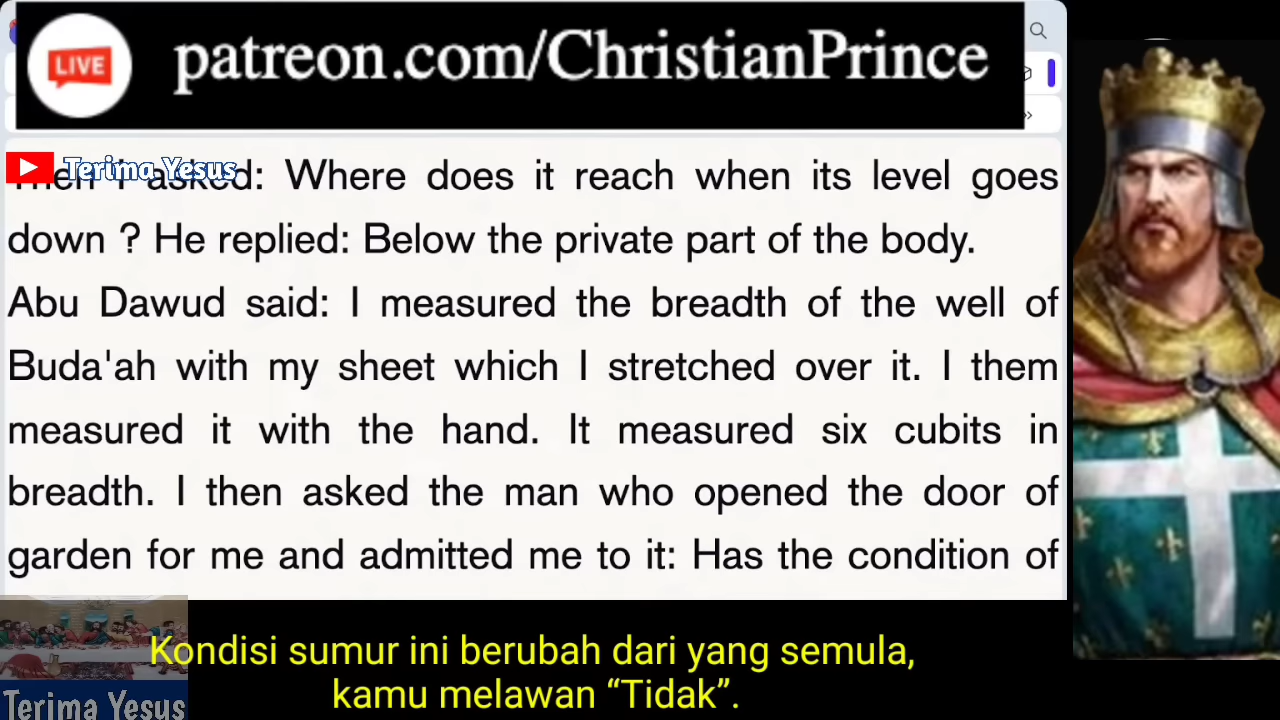 LIVE
patreon.com/ChristianPrince
Terima Yesus
Then I asked: Where does it reach when its level goes
down ? He replied: Below the private part of the body.
Abu Dawud said: I measured the breadth of the well of
Buda'ah with my sheet which I stretched over it. I them
measured it with the hand. It measured six cubits in
breadth. I then asked the man who opened the door of
garden for me and admitted me to it: Has the condition of
Kondisi sumur ini berubah dari yang semula,
kamu melawan “Tidak”.
Terima Yesus